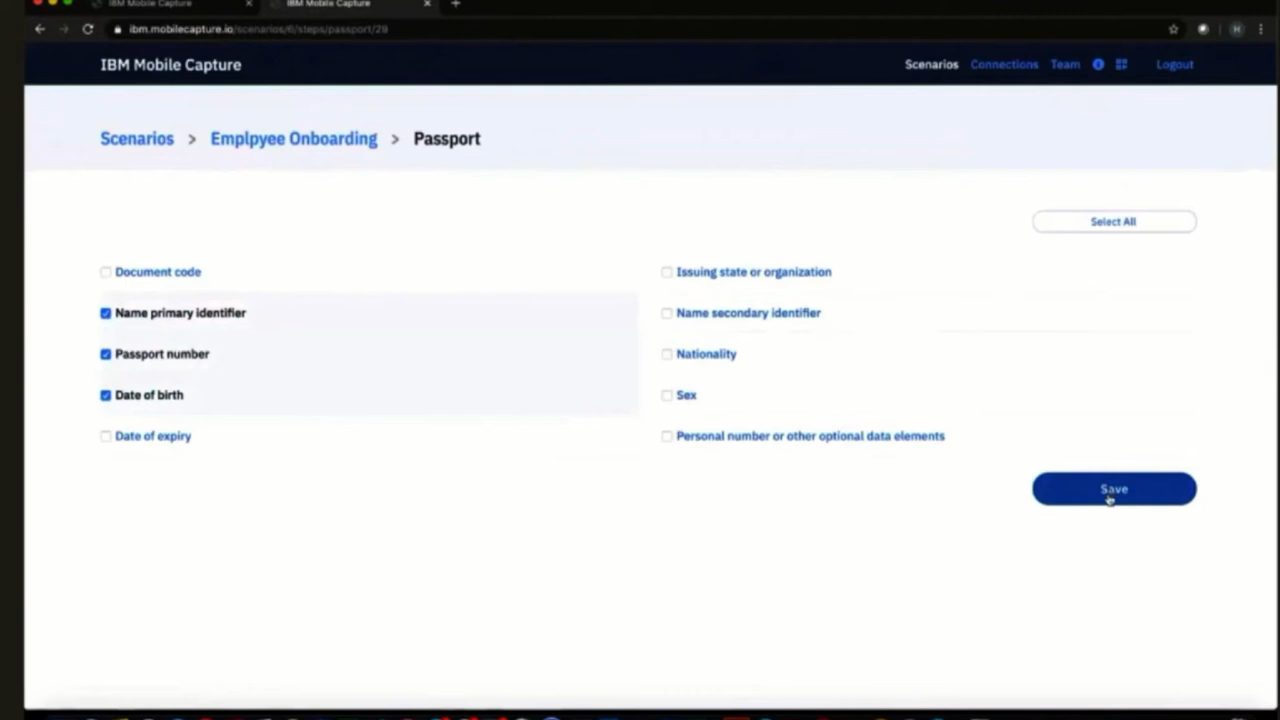 IBM Mobile Capture
IBM Mobile Capture
ibm.mobilecapture.io/scenarios/6/steps/passport/29
H
IBM Mobile Capture
Scenarios Connections Team Logout
Scenarios > Emplpyee Onboarding > Passport
Select All
Document code
Issuing state or organization
Name primary identifier
Name secondary identifier
Passport number
Nationality
Date of birth
Sex
Date of expiry
Personal number or other optional data elements
Save